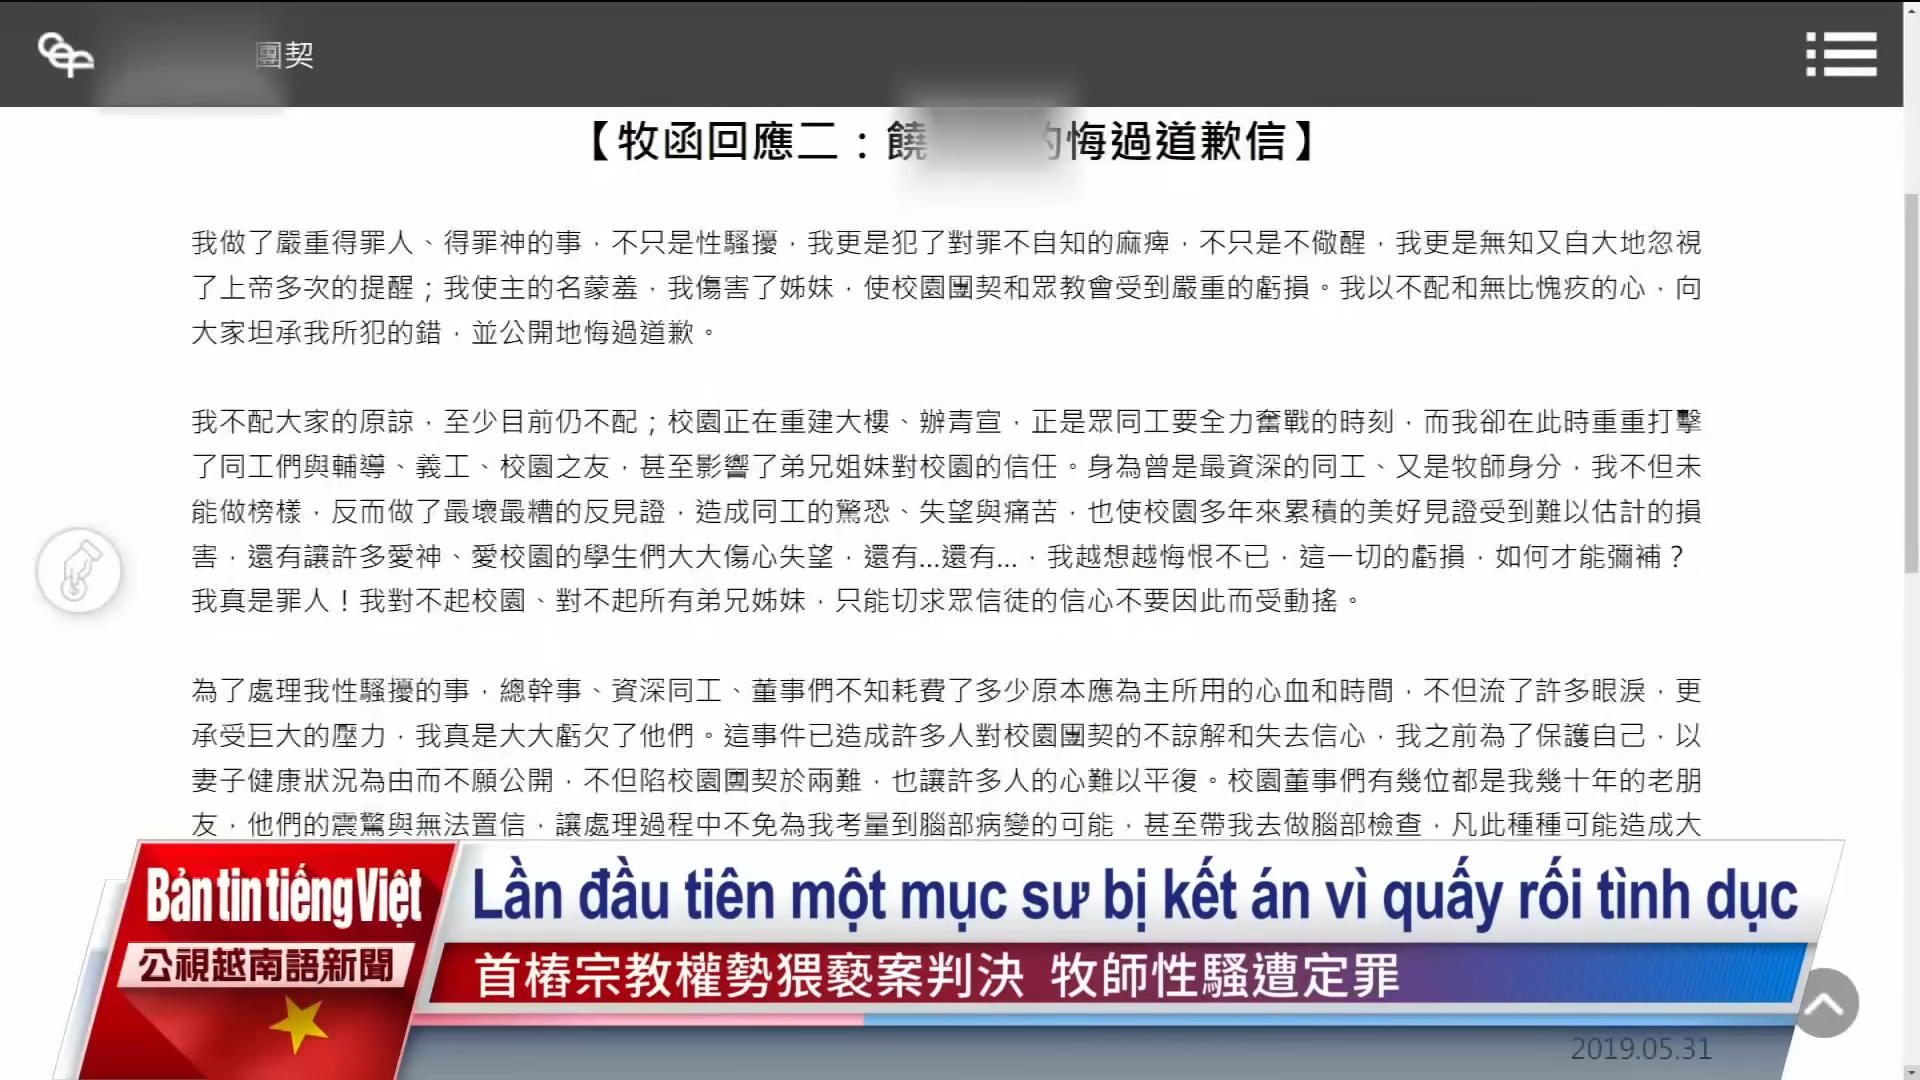 團契
【牧函回應二：饒 的悔過道歉信】
我做了嚴重得罪人、得罪神的事，不只是性騷擾，我更是犯了對罪不自知的麻痺，不只是不儆醒，我更是無知又自大地忽視
了上帝多次的提醒；我使主的名蒙羞，我傷害了姊妹，使校園團契和眾教會受到嚴重的虧損。我以不配和無比愧疚的心，向
大家坦承我所犯的錯，並公開地悔過道歉。
我不配大家的原諒，至少目前仍不配；校園正在重建大樓、辦青宣，正是眾同工要全力奮戰的時刻，而我卻在此時重重打擊
了同工們與輔導、義工、校園之友，甚至影響了弟兄姐妹對校園的信任。身為曾是最資深的同工、又是牧師身分，我不但未
能做榜樣，反而做了最壞最糟的反見證，造成同工的驚恐、失望與痛苦，也使校園多年來累積的美好見證受到難以估計的損
害，還有讓許多愛神、愛校園的學生們大大傷心失望，還有...還有...，我越想越悔恨不已，這一切的虧損，如何才能彌補？
我真是罪人！我對不起校園、對不起所有弟兄姊妹，只能切求眾信徒的信心不要因此而受動搖。
為了處理我性騷擾的事，總幹事、資深同工、董事們不知耗費了多少原本應為主所用的心血和時間，不但流了許多眼淚，更
承受巨大的壓力，我真是大大虧欠了他們。這事件已造成許多人對校園團契的不諒解和失去信心，我之前為了保護自己，以
妻子健康狀況為由而不願公開，不但陷校園團契於兩難，也讓許多人的心難以平復。校園董事們有幾位都是我幾十年的老朋
友，他們的震驚與無法置信，讓處理過程中不免為我考量到腦部病變的可能，甚至帶我去做腦部檢查，凡此種種可能造成大
Bản tin tiếng Việt
公視越南語新聞
Lần đầu tiên một mục sư bị kết án vì quấy rối tình dục
首樁宗教權勢猥褻案判決 牧師性騷遭定罪
2019.05.31